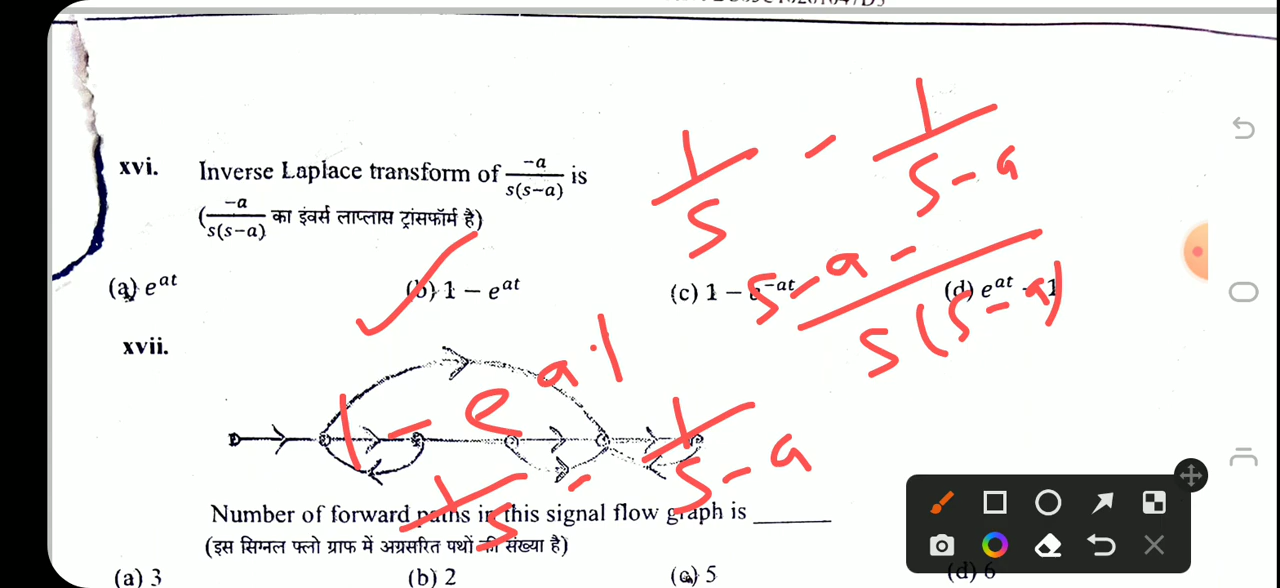 xvi. Inverse Laplace transform of -a/s(s-a) is
(-a/s(s-a) का इंवर्स लाप्लास ट्रांसफॉर्म है)
(a) e^at (b) 1 - e^at (c) 1 - e^-at (d) e^at - 1
1/s - 1/s-a
s-a-
s(s-a)
xvii.
1 - e^at
1/s - 1/s-a
Number of forward paths in this signal flow graph is ______
(इस सिग्नल फ्लो ग्राफ में अग्रसरित पथों की संख्या है)
(a) 3 (b) 2 (c) 5 (d) 6